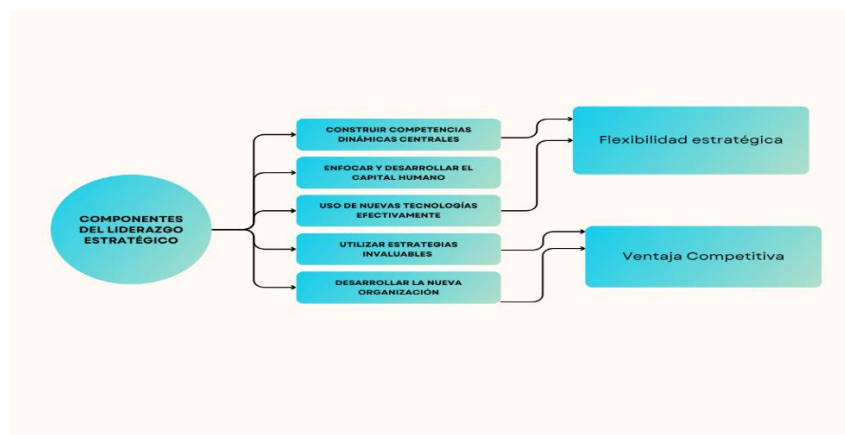 COMPONENTES
DEL LIDERAZGO
ESTRATÉGICO
CONSTRUIR COMPETENCIAS
DINÁMICAS CENTRALES
ENFOCAR Y DESARROLLAR EL
CAPITAL HUMANO
USO DE NUEVAS TECNOLOGÍAS
EFECTIVAMENTE
UTILIZAR ESTRATEGIAS
INVALUABLES
DESARROLLAR LA NUEVA
ORGANIZACIÓN
Flexibilidad estratégica
Ventaja Competitiva